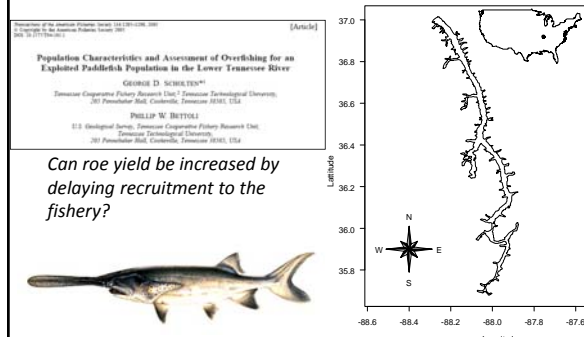 Transactions of the American Fisheries Society
© Copyright by the American Fisheries Society 2005
[Article]
Population Characteristics and Assessment of Overfishing for an
Exploited Paddlefish Population in the Lower Tennessee River
GEORGE D. SCHOLTEN*
Tennessee Cooperative Fishery Research Unit, Tennessee Technological University,
205 Pennebaker Hall, Cookeville, Tennessee 38505, USA
PHILLIP W. BETTOLI
U.S. Geological Survey, Tennessee Cooperative Fishery Research Unit,
Tennessee Technological University,
205 Pennebaker Hall, Cookeville, Tennessee 38505, USA
Can roe yield be increased by
delaying recruitment to the
fishery?
37.0
36.8
36.6
36.4
36.2
36.0
35.8
Latitude
N
W E
S
-88.6 -88.4 -88.2 -88.0 -87.8 -87.6